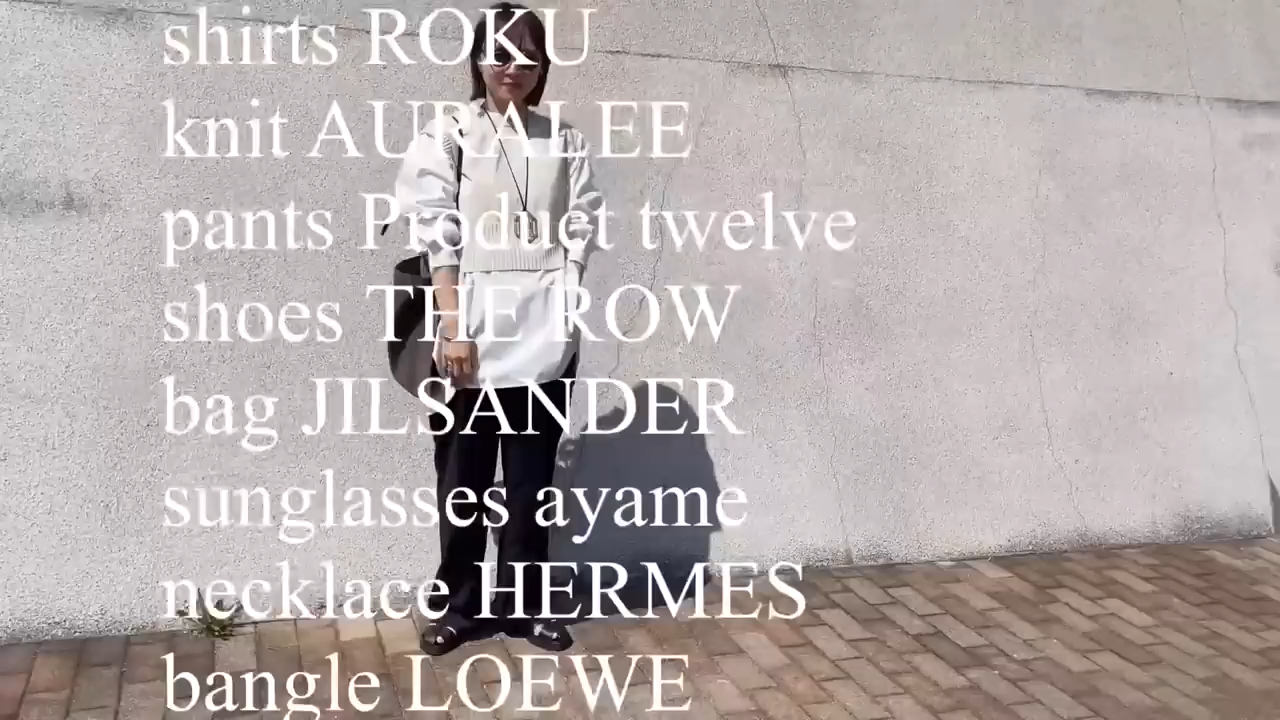 shirts ROKU
knit AURALEE
pants Product twelve
shoes THE ROW
bag JILSANDER
sunglasses ayame
necklace HERMES
bangle LOEWE